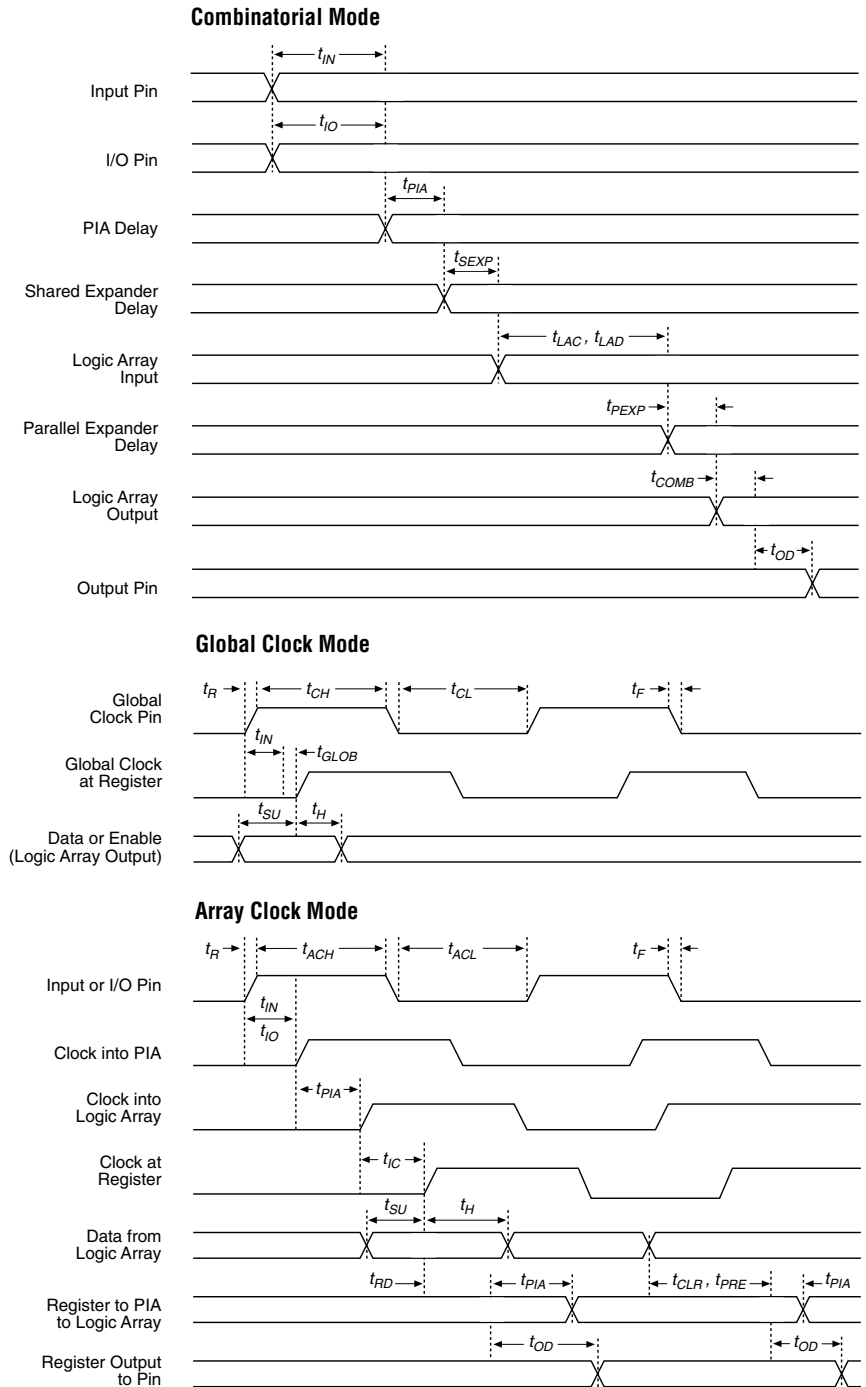 Combinatorial Mode
tIN
Input Pin
tIO
I/O Pin
tPIA
PIA Delay
tSEXP
Shared Expander
Delay
tLAC , tLAD
Logic Array
Input
tPEXP
Parallel Expander
Delay
tCOMB
Logic Array
Output
tOD
Output Pin
Global Clock Mode
tR tCH tCL tF
Global
Clock Pin
tIN
tGLOB
Global Clock
at Register
tSU tH
Data or Enable
(Logic Array Output)
Array Clock Mode
tR tACH tACL tF
Input or I/O Pin
tIN
tIO
Clock into PIA
tPIA
Clock into
Logic Array
tIC
Clock at
Register
tSU tH
Data from
Logic Array
tRD tPIA tCLR , tPRE tPIA
Register to PIA
to Logic Array
tOD tOD
Register Output
to Pin